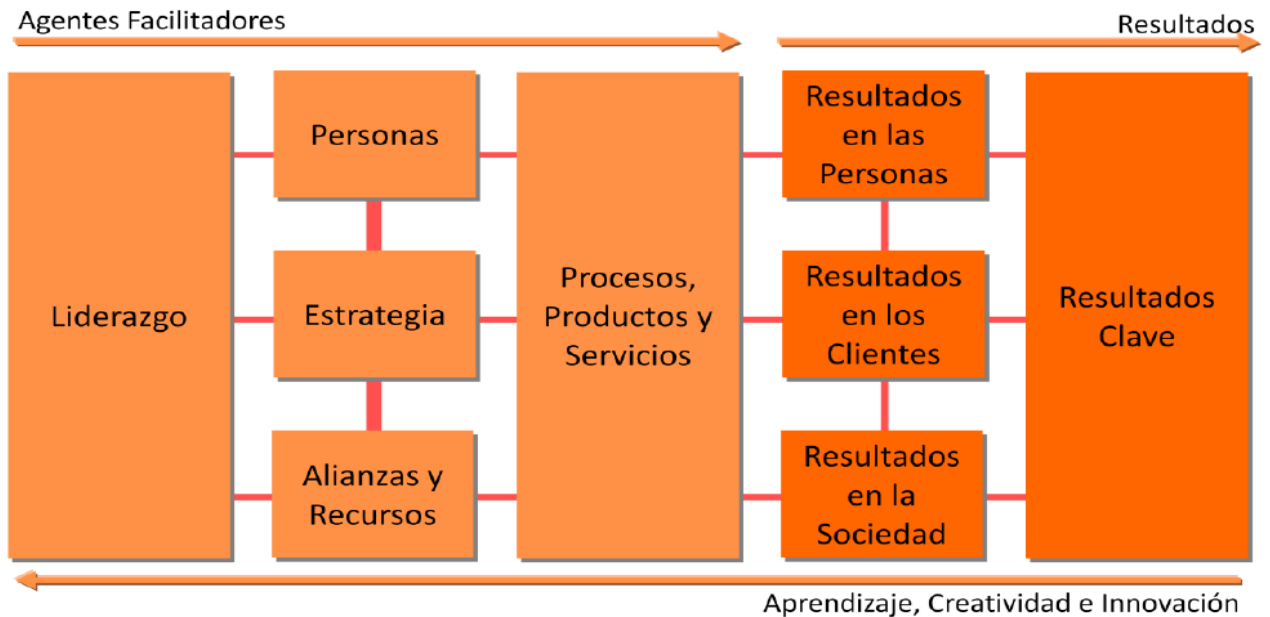 Agentes Facilitadores
Resultados
Liderazgo
Personas
Estrategia
Alianzas y
Recursos
Procesos,
Productos y
Servicios
Resultados
en las
Personas
Resultados
en los
Clientes
Resultados
en la
Sociedad
Resultados
Clave
Aprendizaje, Creatividad e Innovación